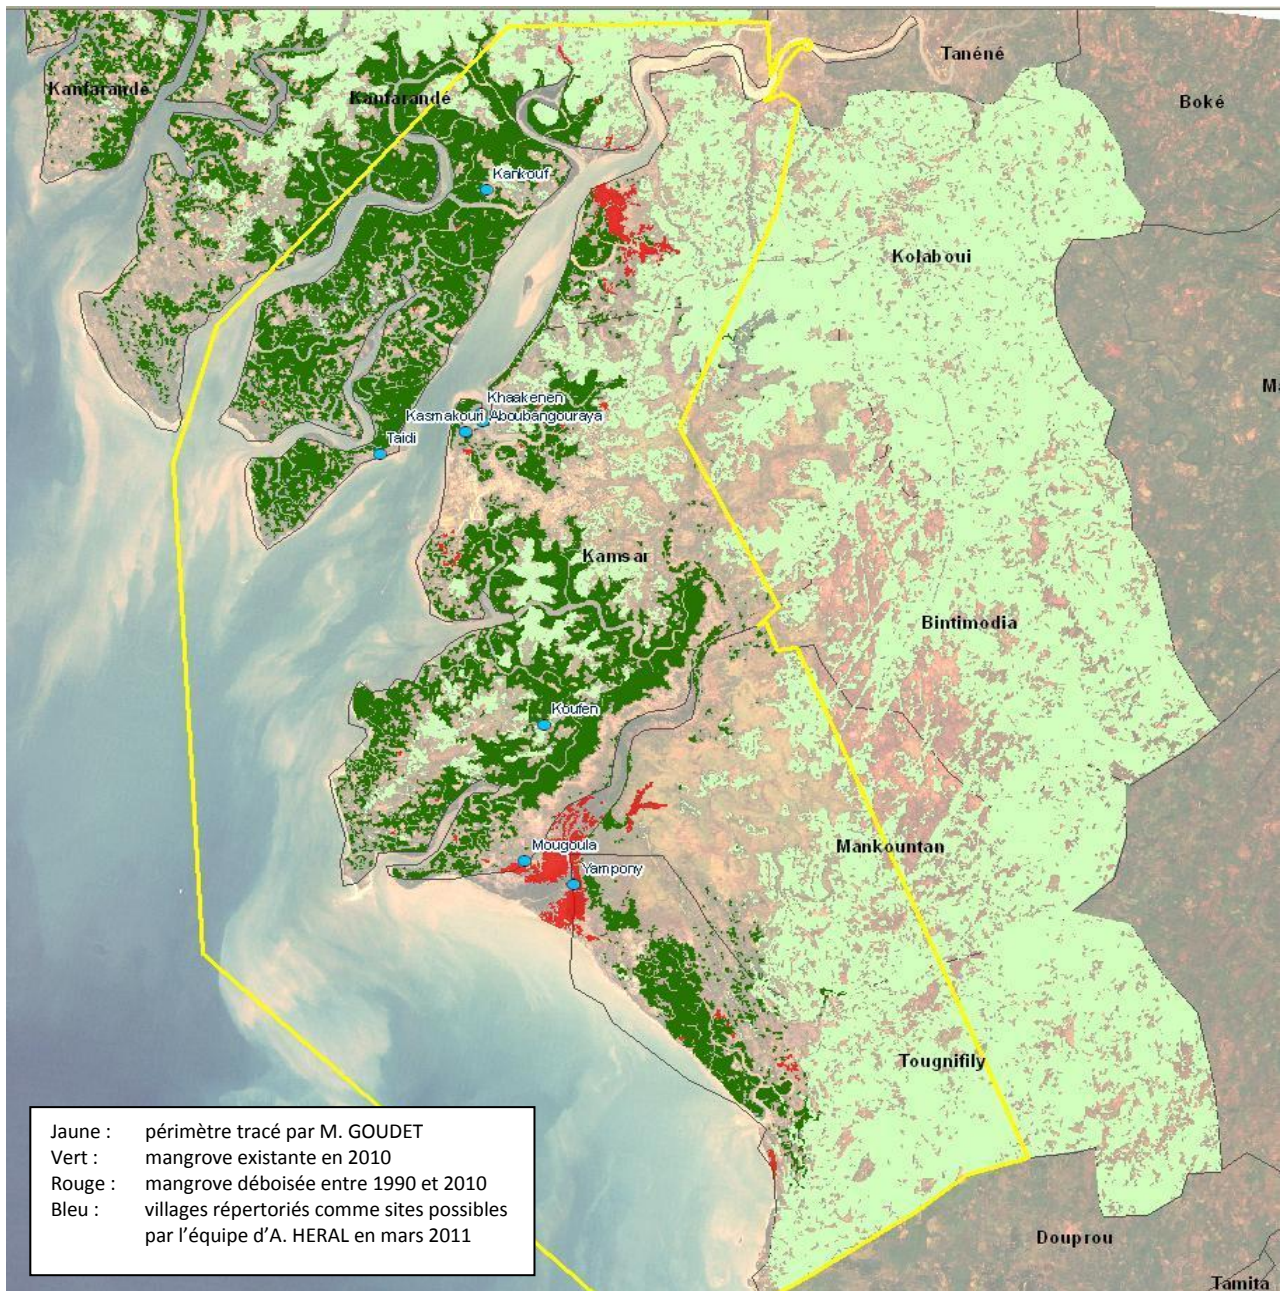 Tanéné
Kanfarandé
Kanfarandé
Boké
Kankouf
Kolaboui
Khaakenen
Kasmakouri
Aboubangouraya
Taidi
Kamsar
Bintimodia
Koufen
Mankountan
Mougoula
Yampony
Tougnifily
Jaune : périmètre tracé par M. GOUDET
Vert : mangrove existante en 2010
Rouge : mangrove déboisée entre 1990 et 2010
Bleu : villages répertoriés comme sites possibles
par l’équipe d’A. HERAL en mars 2011
Douprou
Tamita